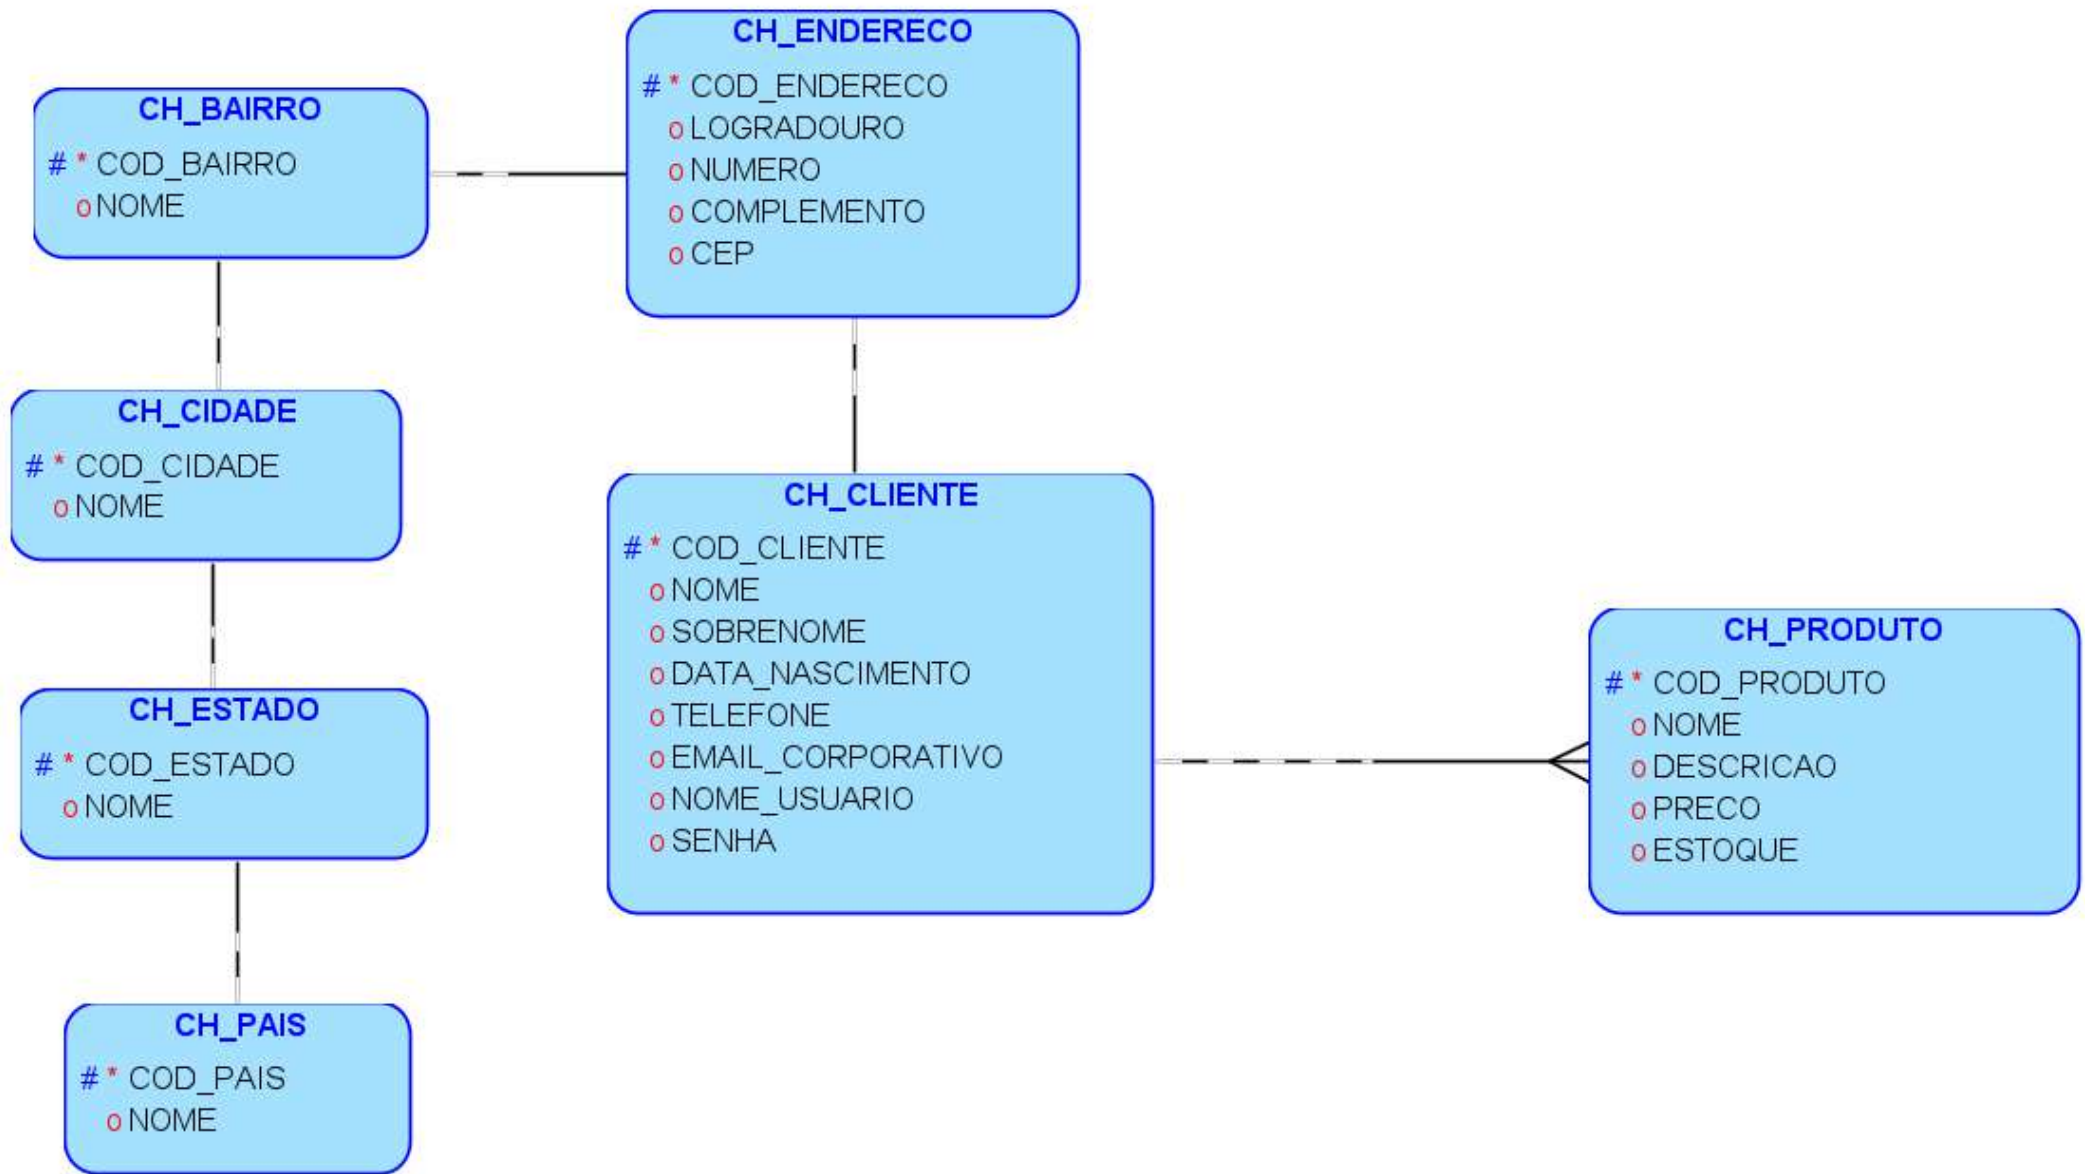 CH_ENDERECO
# * COD_ENDERECO
o LOGRADOURO
o NUMERO
o COMPLEMENTO
o CEP
CH_BAIRRO
# * COD_BAIRRO
o NOME
CH_CIDADE
# * COD_CIDADE
o NOME
CH_ESTADO
# * COD_ESTADO
o NOME
CH_PAIS
# * COD_PAIS
o NOME
CH_CLIENTE
# * COD_CLIENTE
o NOME
o SOBRENOME
o DATA_NASCIMENTO
o TELEFONE
o EMAIL_CORPORATIVO
o NOME_USUARIO
o SENHA
CH_PRODUTO
# * COD_PRODUTO
o NOME
o DESCRICAO
o PRECO
o ESTOQUE